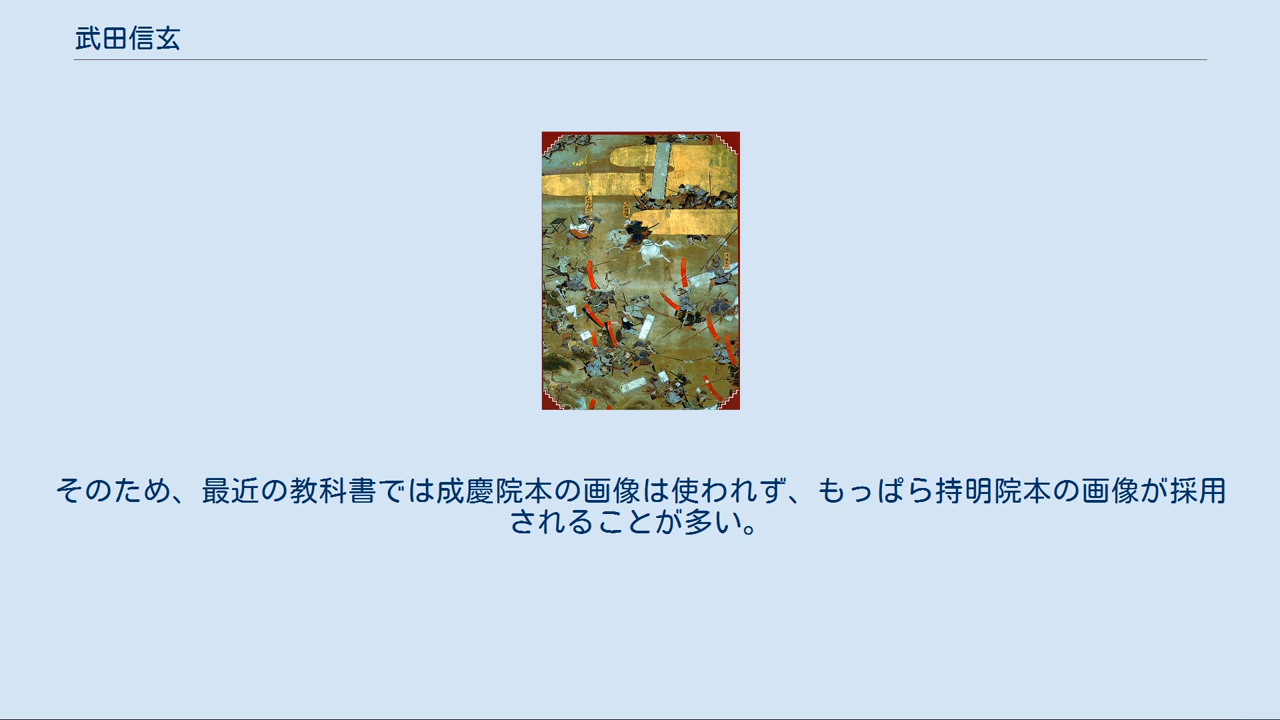 武田信玄
そのため、最近の教科書では成慶院本の画像は使われず、もっぱら持明院本の画像が採用
されることが多い。